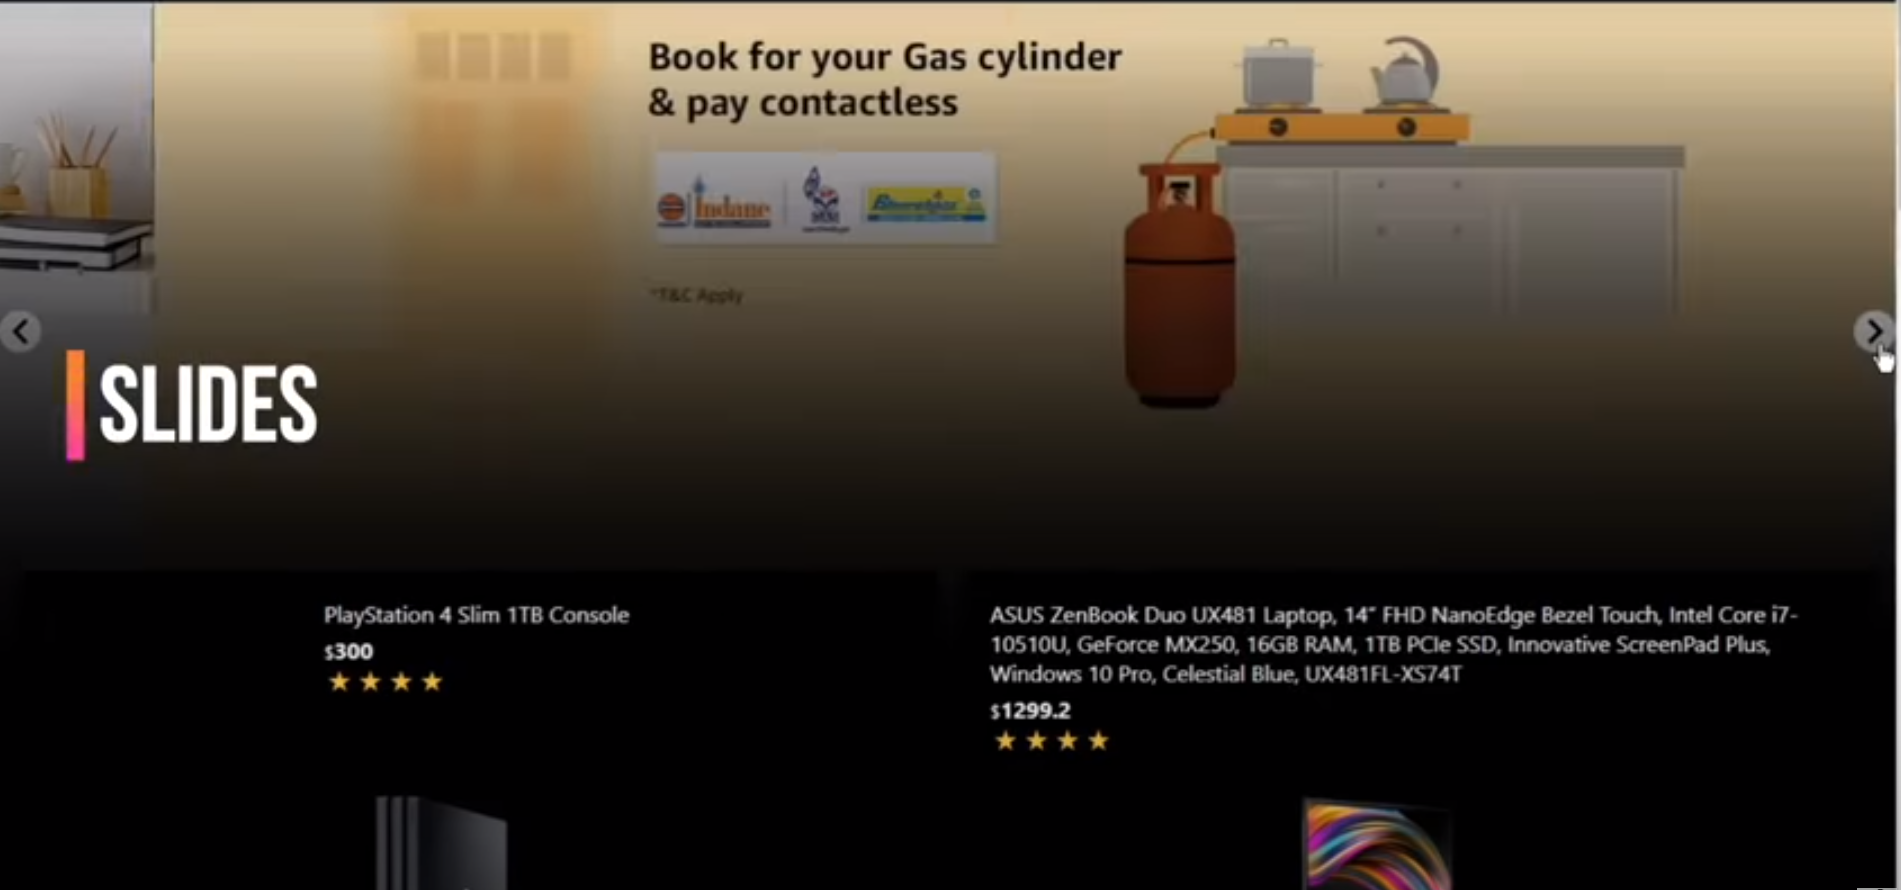 Book for your Gas cylinder
& pay contactless
Indane
*T&C Apply
SLIDES
PlayStation 4 Slim 1TB Console
$300
ASUS ZenBook Duo UX481 Laptop, 14" FHD NanoEdge Bezel Touch, Intel Core i7-
10510U, GeForce MX250, 16GB RAM, 1TB PCIe SSD, Innovative ScreenPad Plus,
Windows 10 Pro, Celestial Blue, UX481FL-XS74T
$1299.2